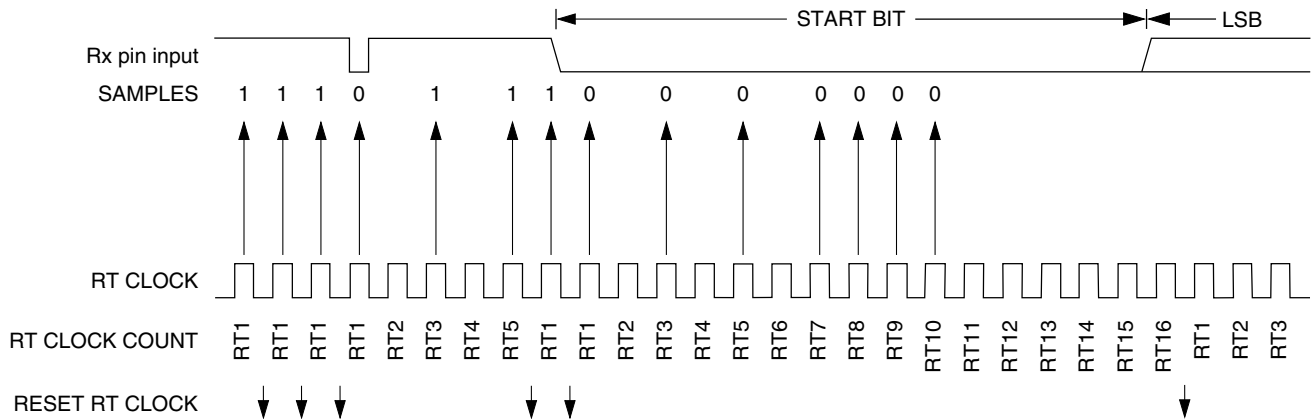 START BIT LSB
Rx pin input
SAMPLES 1 1 1 0 1 1 1 0 0 0 0 0 0 0
RT CLOCK
RT CLOCK COUNT RT1 RT1 RT1 RT1 RT2 RT3 RT4 RT5 RT1 RT1 RT2 RT3 RT4 RT5 RT6 RT7 RT8 RT9 RT10 RT11 RT12 RT13 RT14 RT15 RT16 RT1 RT2 RT3
RESET RT CLOCK